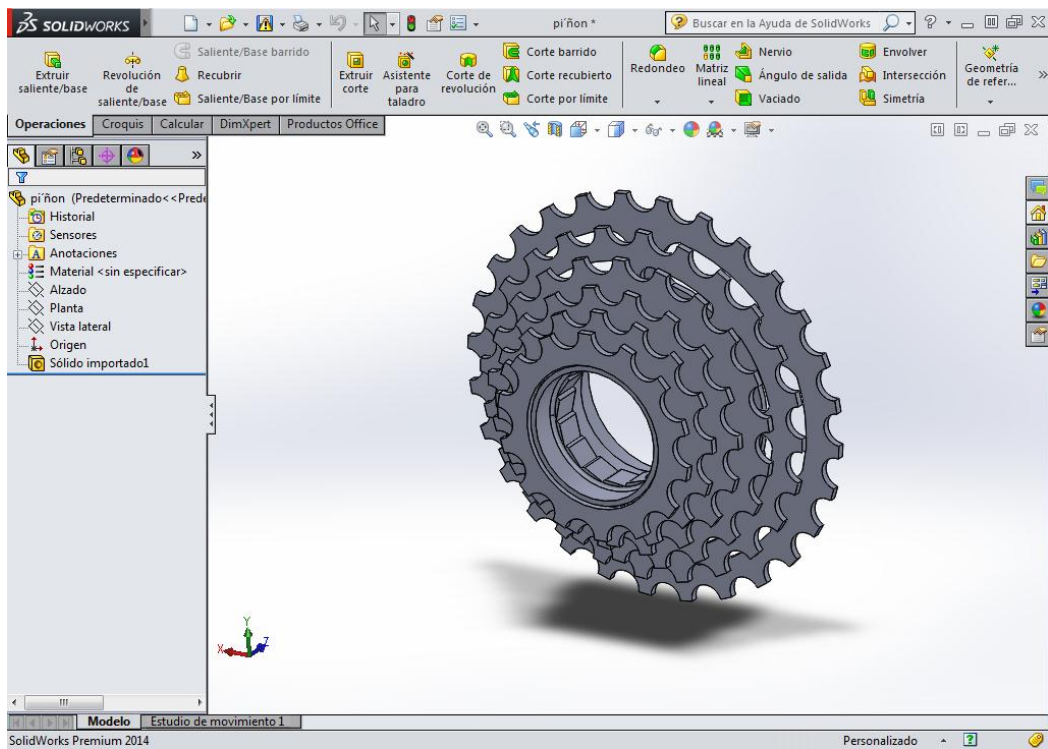 SOLIDWORKS
pi´ñon *
Buscar en la Ayuda de SolidWorks
Extruir saliente/base
Revolución de saliente/base
Saliente/Base barrido
Recubrir
Saliente/Base por límite
Extruir corte
Asistente para taladro
Corte de revolución
Corte barrido
Corte recubierto
Corte por límite
Redondeo
Matriz lineal
Nervio
Ángulo de salida
Vaciado
Envolver
Intersección
Simetría
Geometría de refer...
Operaciones
Croquis
Calcular
DimXpert
Productos Office
pi´ñon (Predeterminado<<Prede
Historial
Sensores
Anotaciones
Material <sin especificar>
Alzado
Planta
Vista lateral
Origen
Sólido importado1
Y
X
Z
Modelo
Estudio de movimiento 1
SolidWorks Premium 2014
Personalizado